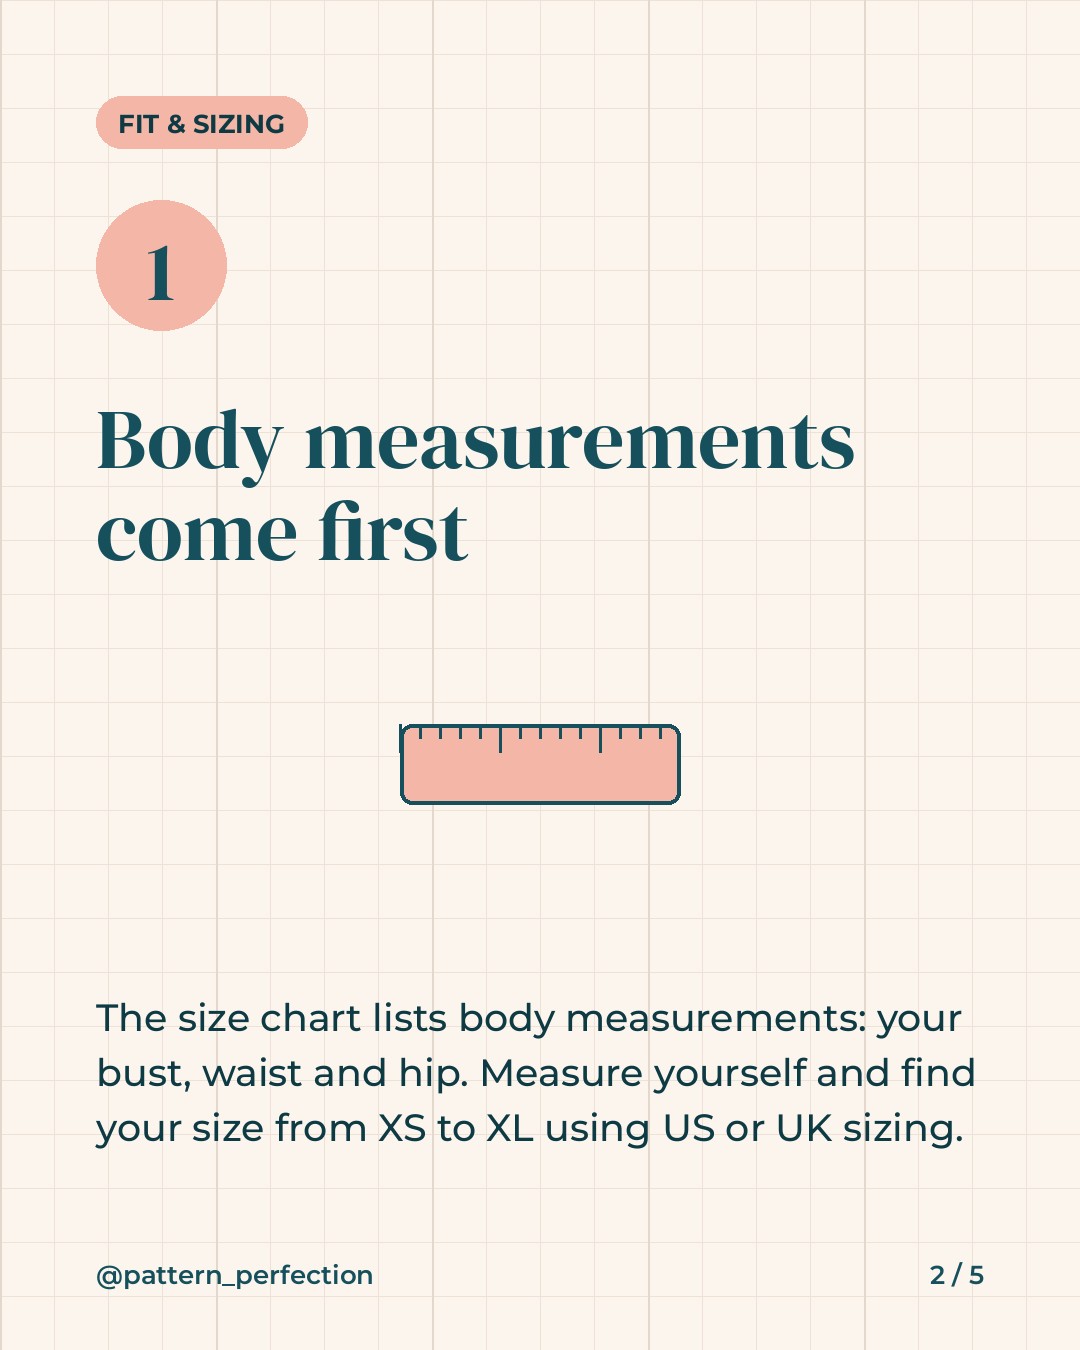 FIT & SIZING
1
Body measurements
come first
The size chart lists body measurements: your
bust, waist and hip. Measure yourself and find
your size from XS to XL using US or UK sizing.
@pattern_perfection
2 / 5